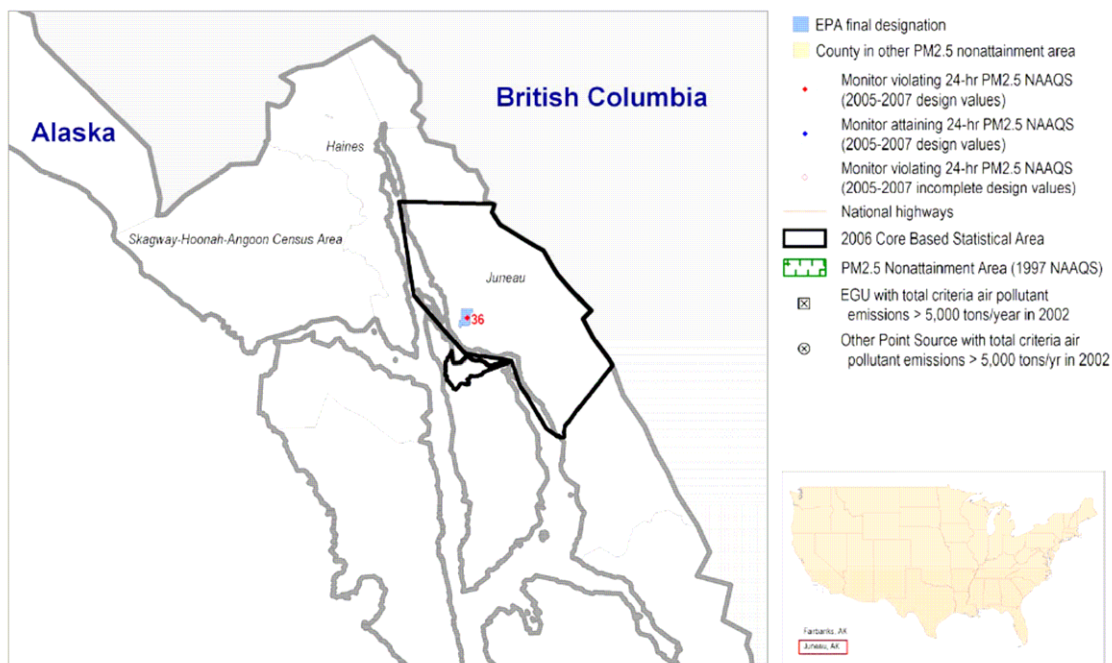 Alaska
British Columbia
Haines
Skagway-Hoonah-Angoon Census Area
Juneau
36
EPA final designation
County in other PM2.5 nonattainment area
Monitor violating 24-hr PM2.5 NAAQS
(2005-2007 design values)
Monitor attaining 24-hr PM2.5 NAAQS
(2005-2007 design values)
Monitor violating 24-hr PM2.5 NAAQS
(2005-2007 incomplete design values)
National highways
2006 Core Based Statistical Area
PM2.5 Nonattainment Area (1997 NAAQS)
EGU with total criteria air pollutant
emissions > 5,000 tons/year in 2002
Other Point Source with total criteria air
pollutant emissions > 5,000 tons/yr in 2002
Fairbanks, AK
Juneau, AK